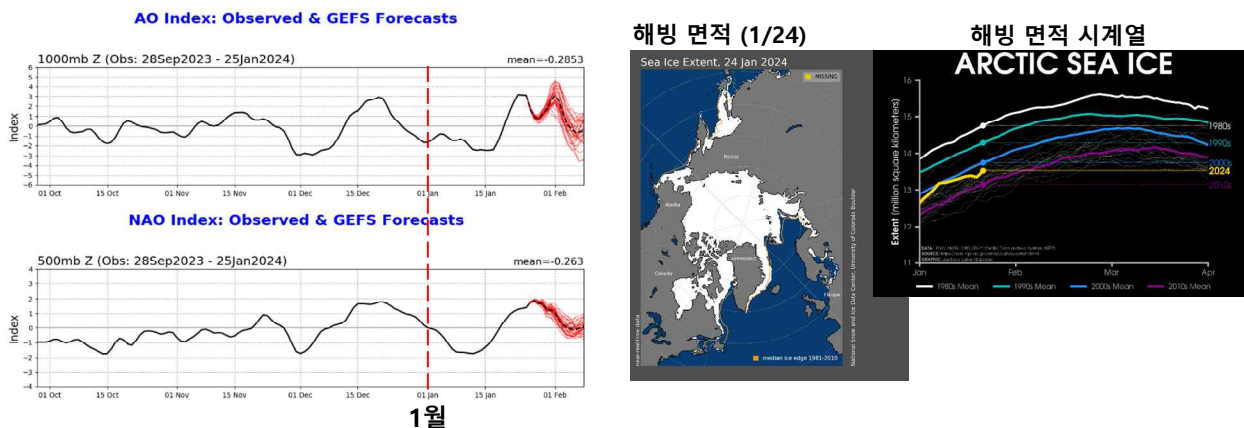 AO Index: Observed & GEFS Forecasts
1000mb Z (Obs: 28Sep2023 - 25Jan2024)
mean=-0.2853
Index
6
5
4
3
2
1
0
−1
−2
−3
−4
−5
−6
01 Oct
15 Oct
01 Nov
15 Nov
01 Dec
15 Dec
01 Jan
15 Jan
01 Feb
NAO Index: Observed & GEFS Forecasts
500mb Z (Obs: 28Sep2023 - 25Jan2024)
mean=-0.263
Index
4
3
2
1
0
−1
−2
−3
−4
01 Oct
15 Oct
01 Nov
15 Nov
01 Dec
15 Dec
01 Jan
15 Jan
01 Feb
1월
해빙 면적 (1/24)
Sea Ice Extent, 24 Jan 2024
MISSING
Russia
Alaska
Canada
Greenland
Europe
near-real-time data
median ice edge 1981-2010
National Snow and Ice Data Center, University of Colorado Boulder
해빙 면적 시계열
ARCTIC SEA ICE
Extent (million square kilometers)
16
15
14
13
12
11
1980s
1990s
2000s
2024
2010s
DATA:
SOURCE:
GRAPHIC:
Jan
Feb
Mar
Apr
1980s Mean
1990s Mean
2000s Mean
2010s Mean